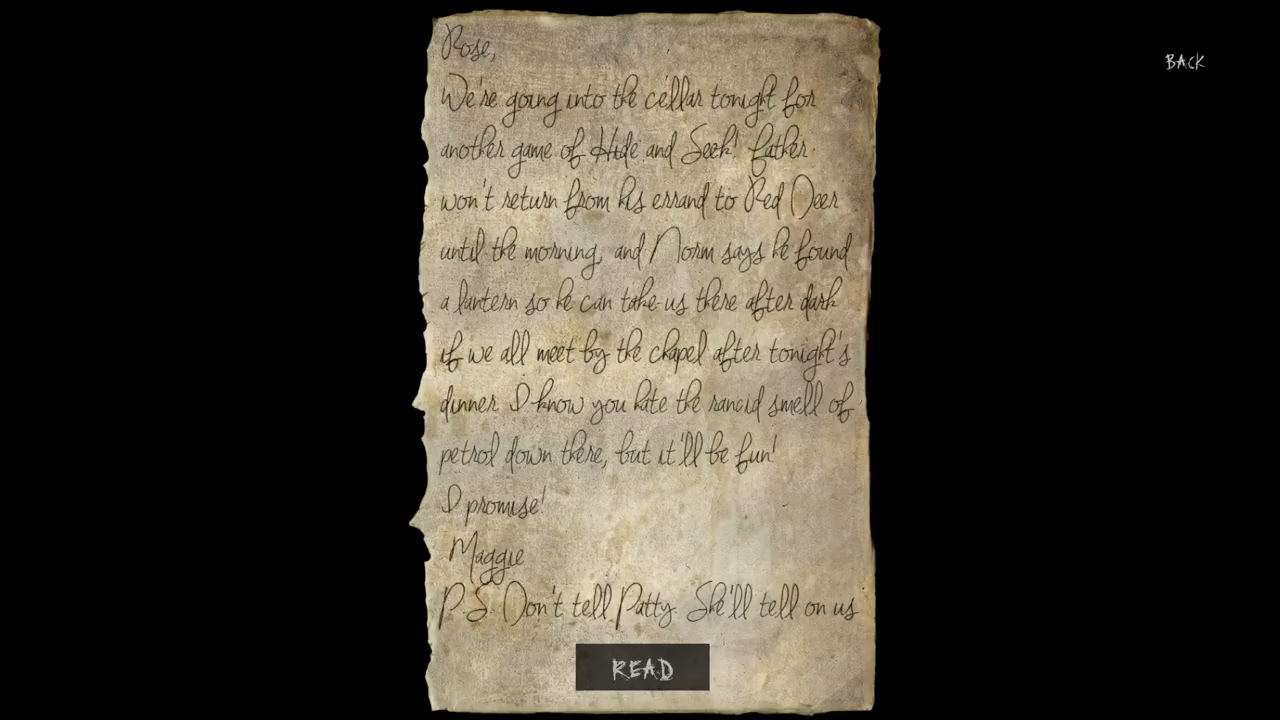 Rose,
BACK
We're going into the cellar tonight for
another game of Hide and Seek! Father
won't return from his errand to Red Deer
until the morning, and Norm says he found
a lantern so he can take us there after dark
if we all meet by the chapel after tonight's
dinner. I know you hate the rancid smell of
petrol down there, but it'll be fun!
I promise!
Maggie
P.S. Don't tell Patty. She'll tell on us
READ